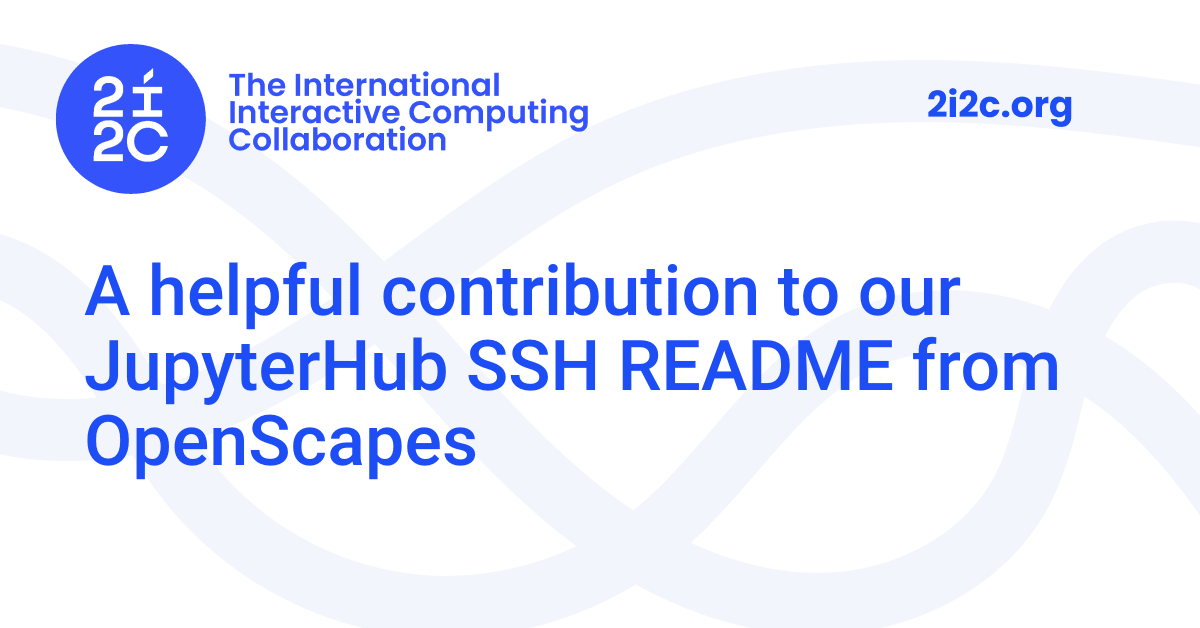 2i
2C
The International
Interactive Computing
Collaboration
2i2c.org
A helpful contribution to our
JupyterHub SSH README from
OpenScapes